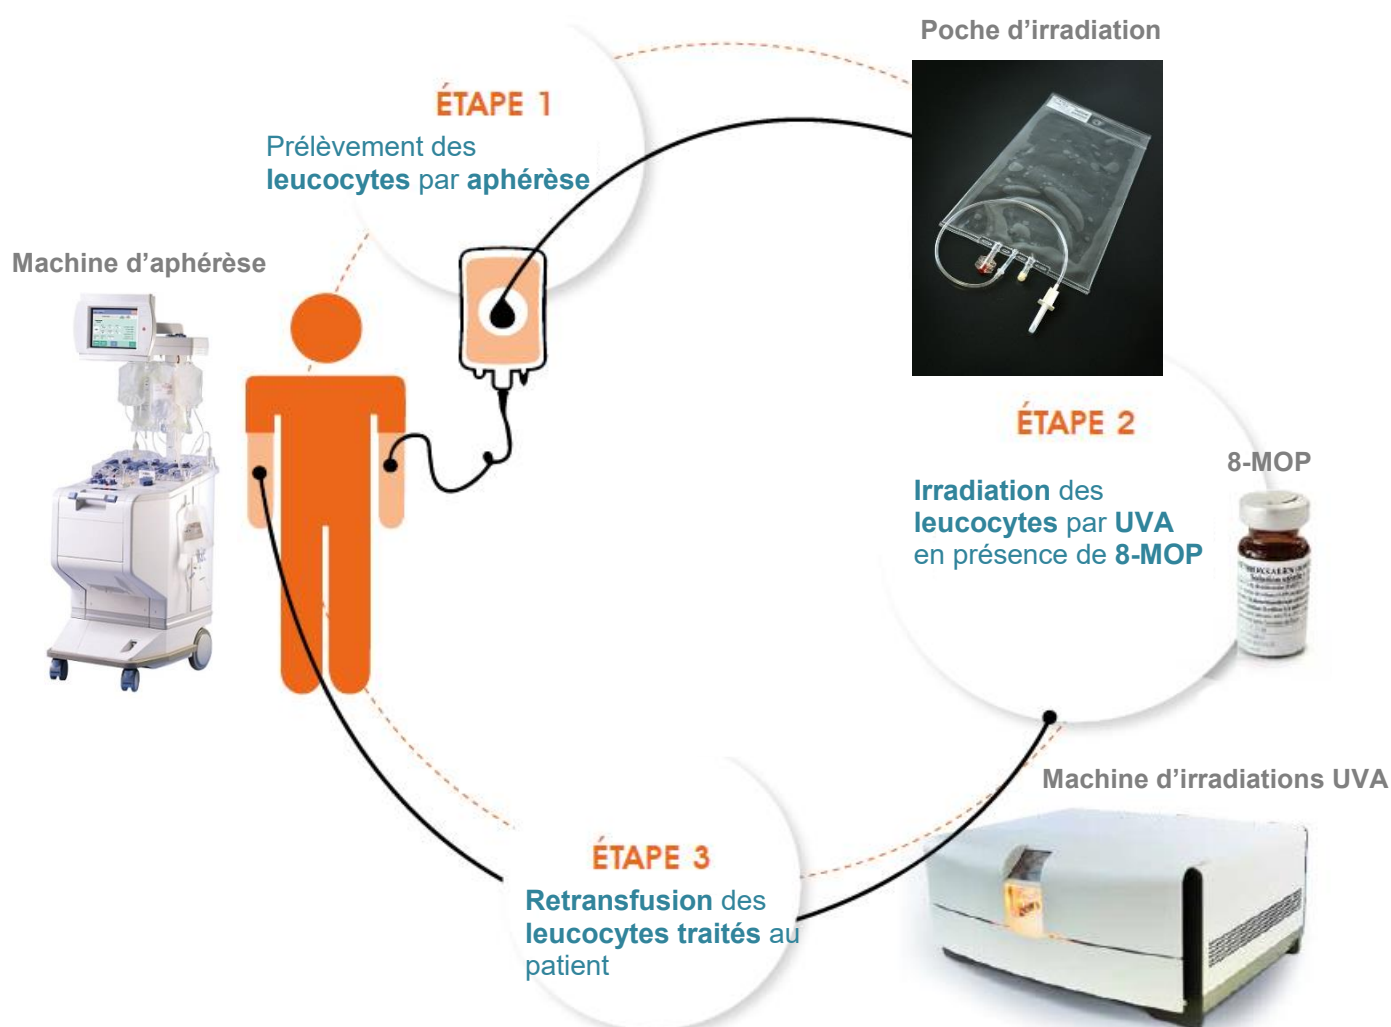 Poche d’irradiation
ÉTAPE 1
Prélèvement des
leucocytes par aphérèse
Machine d’aphérèse
ÉTAPE 2
8-MOP
Irradiation des
leucocytes par UVA
en présence de 8-MOP
Machine d’irradiations UVA
ÉTAPE 3
Retransfusion des
leucocytes traités au
patient